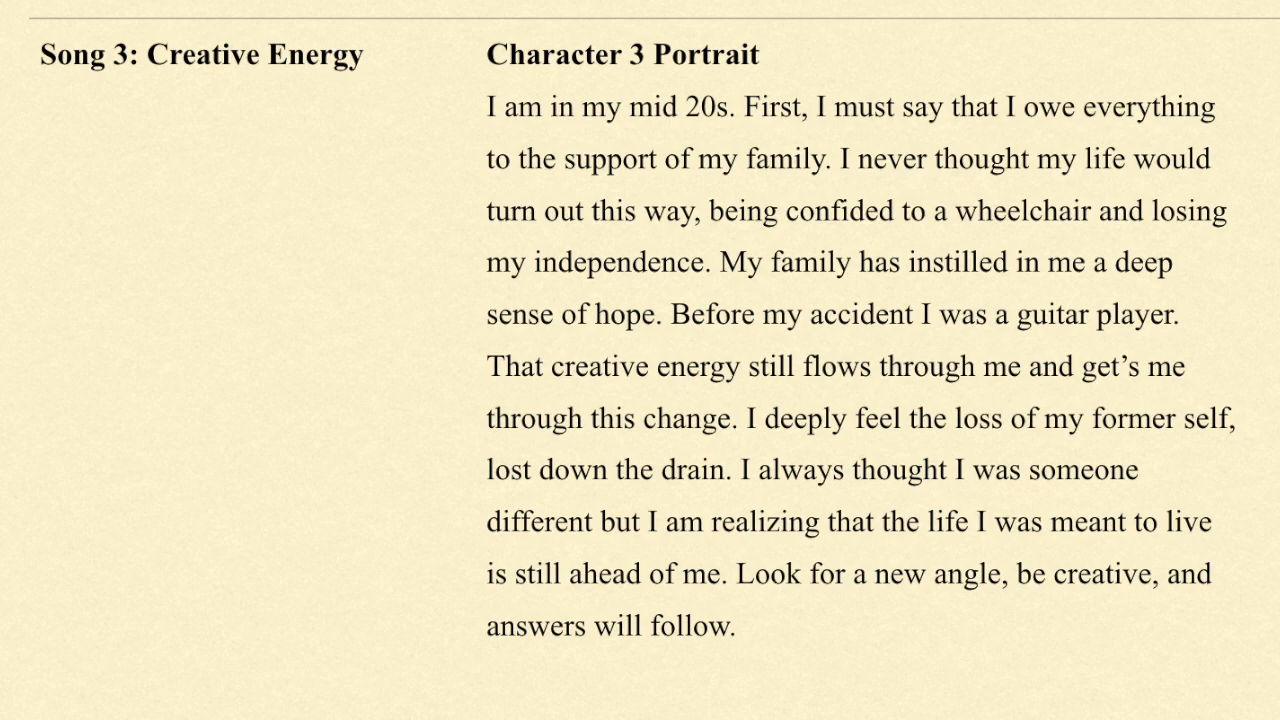 Song 3: Creative Energy
Character 3 Portrait
I am in my mid 20s. First, I must say that I owe everything
to the support of my family. I never thought my life would
turn out this way, being confided to a wheelchair and losing
my independence. My family has instilled in me a deep
sense of hope. Before my accident I was a guitar player.
That creative energy still flows through me and get’s me
through this change. I deeply feel the loss of my former self,
lost down the drain. I always thought I was someone
different but I am realizing that the life I was meant to live
is still ahead of me. Look for a new angle, be creative, and
answers will follow.